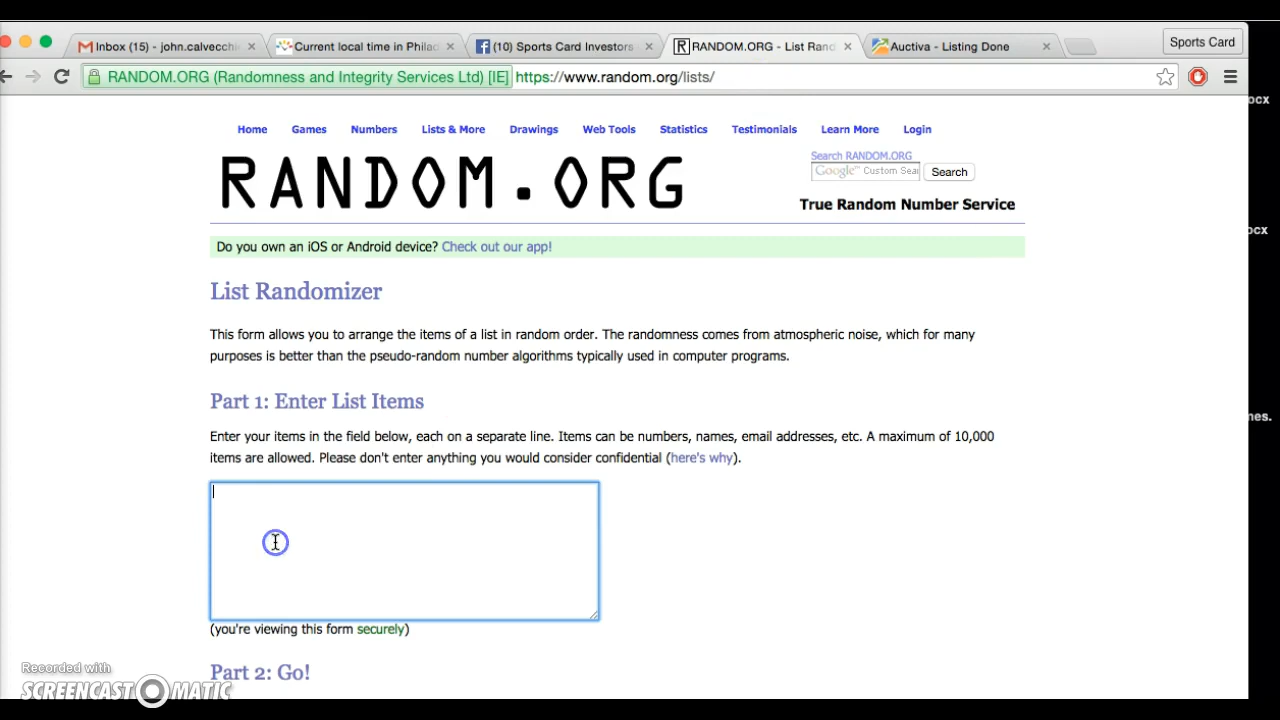 Inbox (15) - john.calvecchi
Current local time in Philad
(10) Sports Card Investors
RANDOM.ORG - List Rand
Auctiva - Listing Done
Sports Card
RANDOM.ORG (Randomness and Integrity Services Ltd) [IE] https://www.random.org/lists/
ocx
Home Games Numbers Lists & More Drawings Web Tools Statistics Testimonials Learn More Login
RANDOM.ORG
Search RANDOM.ORG
Google™ Custom Sear Search
True Random Number Service
ocx
Do you own an iOS or Android device? Check out our app!
List Randomizer
This form allows you to arrange the items of a list in random order. The randomness comes from atmospheric noise, which for many
purposes is better than the pseudo-random number algorithms typically used in computer programs.
Part 1: Enter List Items
nes.
Enter your items in the field below, each on a separate line. Items can be numbers, names, email addresses, etc. A maximum of 10,000
items are allowed. Please don't enter anything you would consider confidential (here's why).
(you're viewing this form securely)
Part 2: Go!
Recorded with
SCREENCAST-O-MATIC